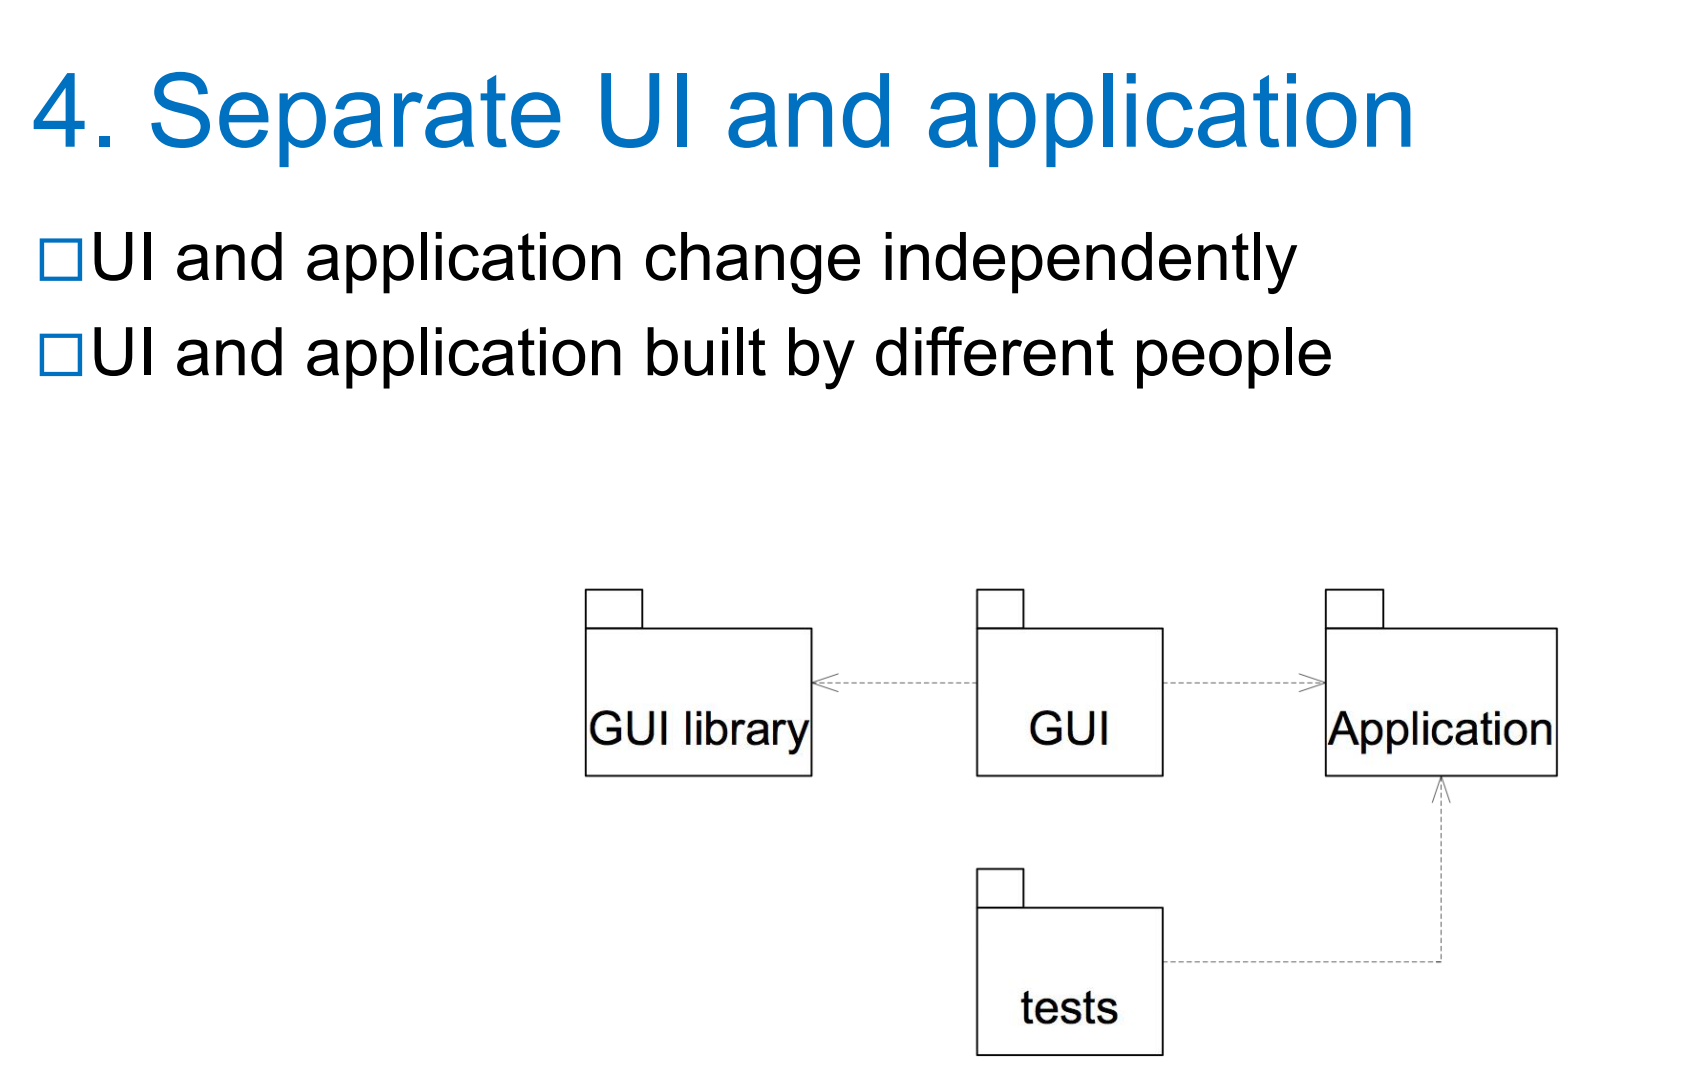 4. Separate UI and application
UI and application change independently
UI and application built by different people
GUI library
GUI
Application
tests